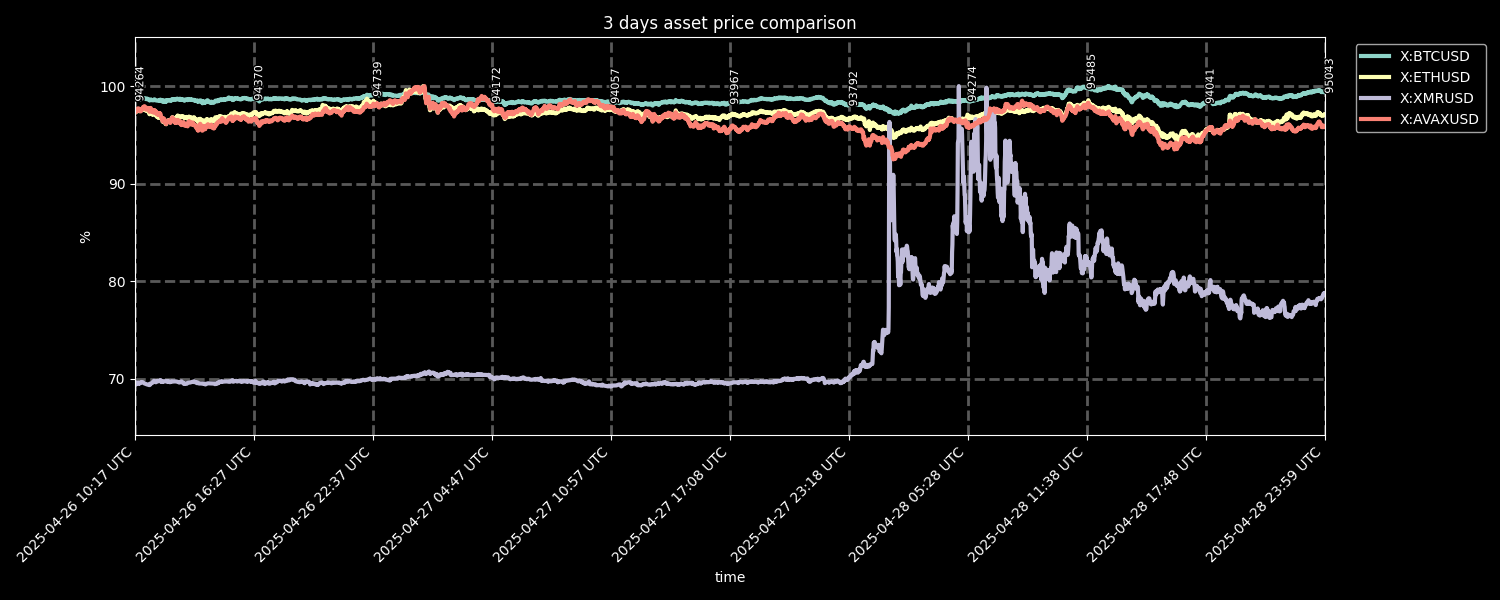 3 days asset price comparison
X:BTCUSD
X:ETHUSD
X:XMRUSD
X:AVAXUSD
94264
94370
94739
94172
94057
93967
93792
94274
95485
94041
95043
100
90
80
70
%
2025-04-26 10:17 UTC
2025-04-26 16:27 UTC
2025-04-26 22:37 UTC
2025-04-27 04:47 UTC
2025-04-27 10:57 UTC
2025-04-27 17:08 UTC
2025-04-27 23:18 UTC
2025-04-28 05:28 UTC
2025-04-28 11:38 UTC
2025-04-28 17:48 UTC
2025-04-28 23:59 UTC
time